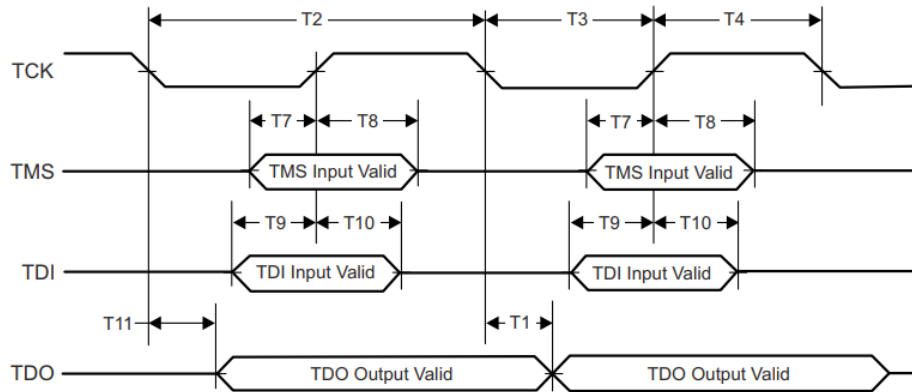 T2 T3 T4
TCK
T7 T8 T7 T8
TMS TMS Input Valid TMS Input Valid
T9 T10 T9 T10
TDI TDI Input Valid TDI Input Valid
T11 T1
TDO TDO Output Valid TDO Output Valid